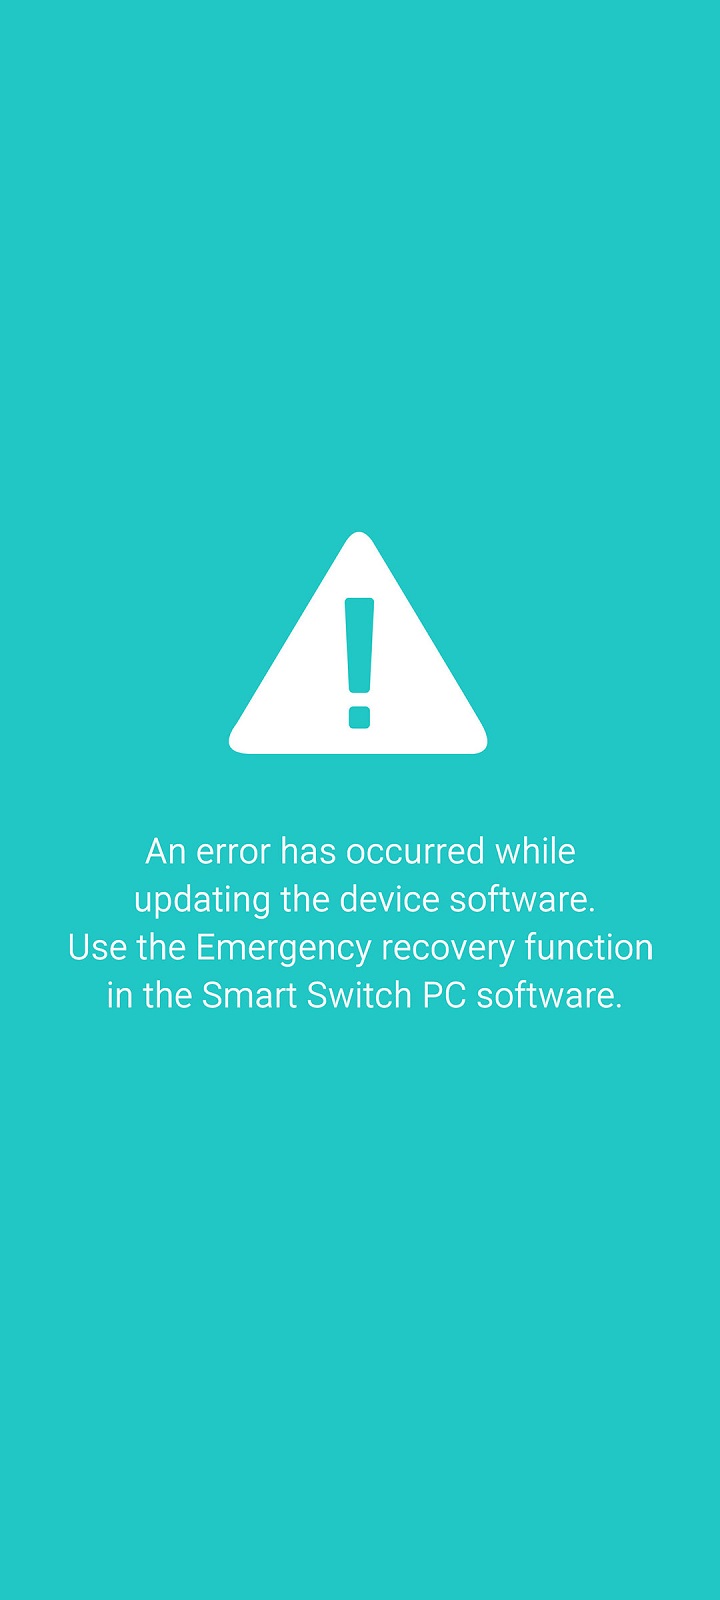 An error has occurred while
updating the device software.
Use the Emergency recovery function
in the Smart Switch PC software.